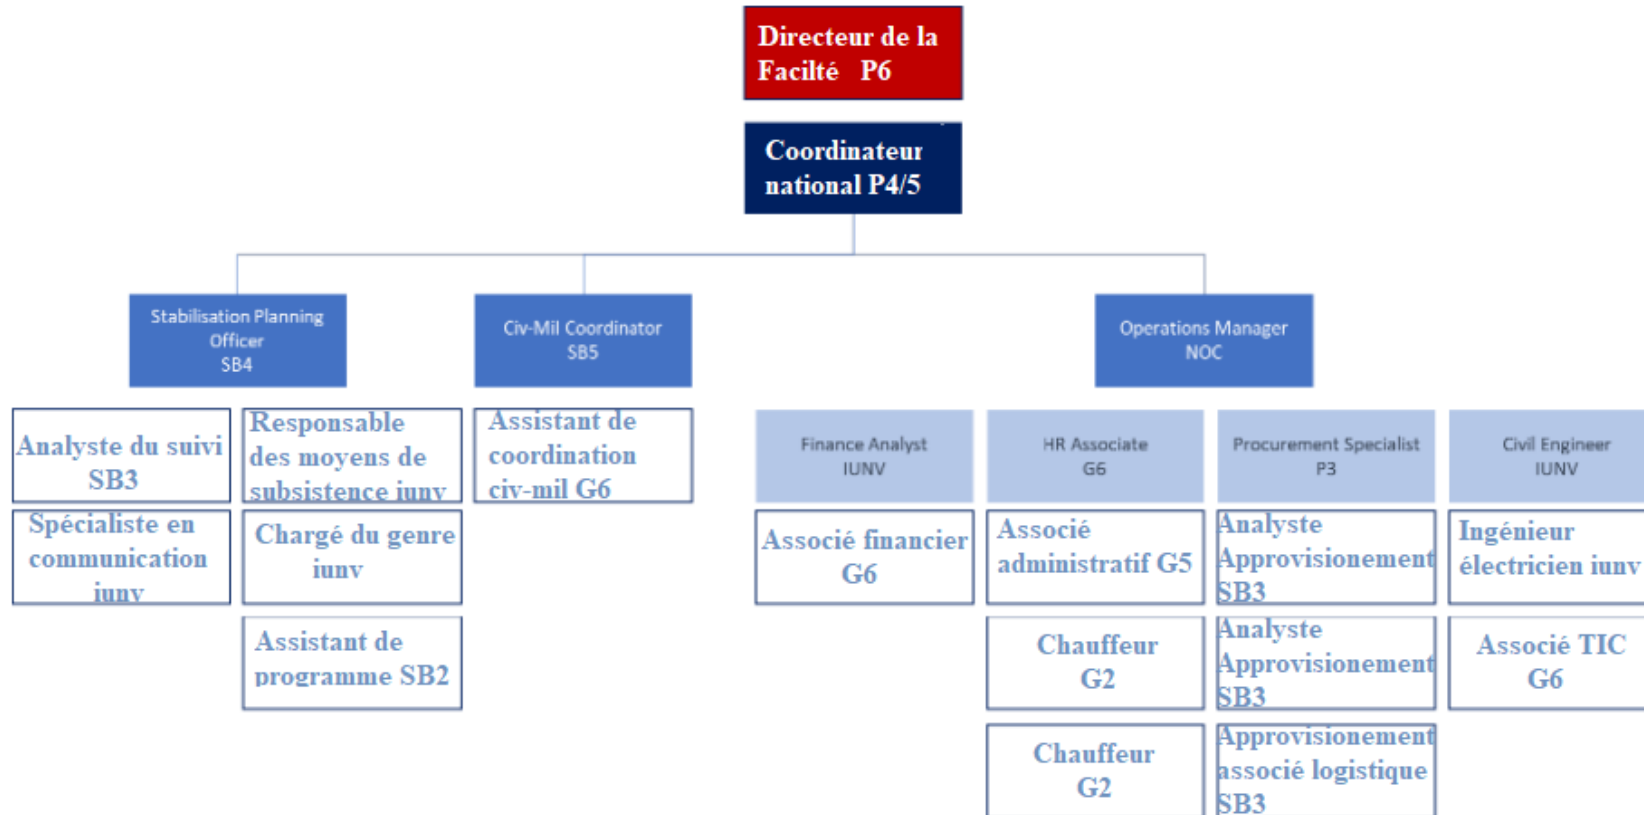 Directeur de la
Facilté P6
Coordinateur
national P4/5
Stabilisation Planning
Officer
SB4
Civ-Mil Coordinator
SB5
Operations Manager
NOC
Analyste du suivi
SB3
Responsable
des moyens de
subsistence iunv
Assistant de
coordination
civ-mil G6
Finance Analyst
IUNV
HR Associate
G6
Procurement Specialist
P3
Civil Engineer
IUNV
Spécialiste en
communication
iunv
Chargé du genre
iunv
Associé financier
G6
Associé
administratif G5
Analyste
Approvisionement
SB3
Ingénieur
électricien iunv
Assistant de
programme SB2
Chauffeur
G2
Analyste
Approvisionement
SB3
Associé TIC
G6
Chauffeur
G2
Approvisionement
associé logistique
SB3